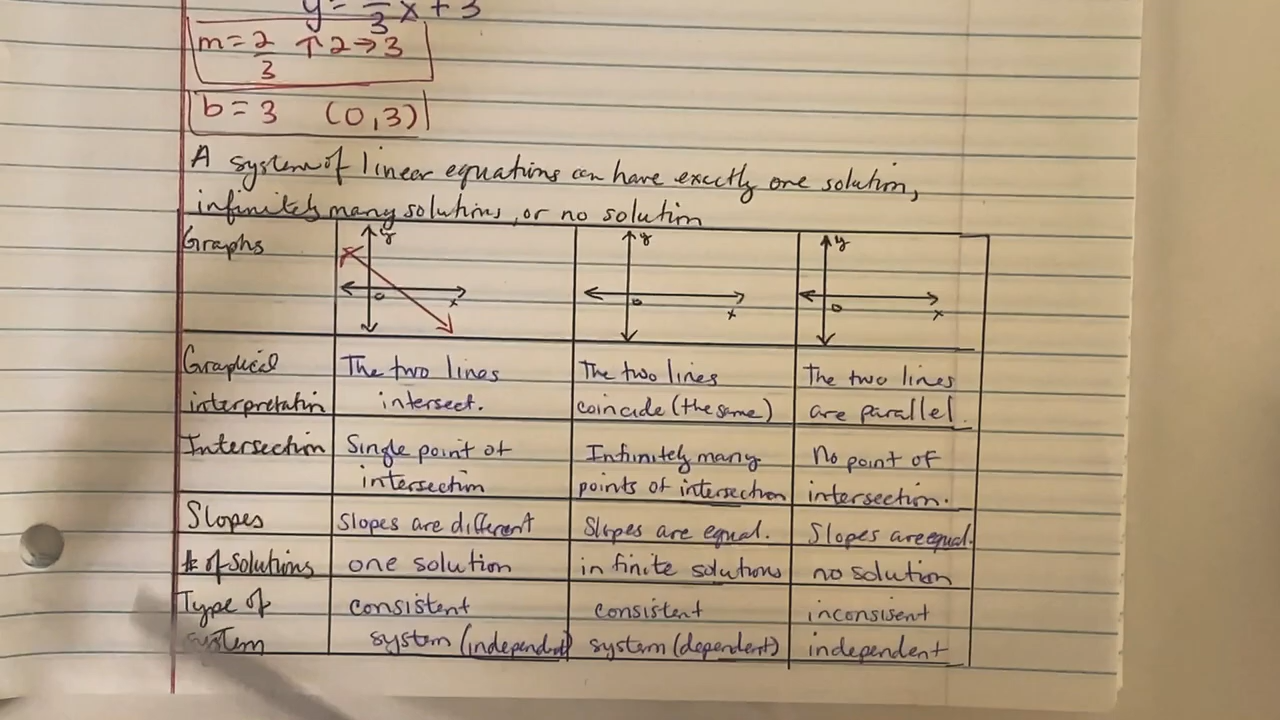 y = 2/3 x + 3
m = 2/3 ↑2→3
b = 3 (0,3)
A system of linear equations can have exactly one solution,
infinitely many solutions, or no solution
Graphs
y
o
x
y
o
x
y
o
x
Graphical
interpretation
The two lines
intersect.
The two lines
coincide (the same)
The two lines
are parallel.
Intersection
Single point of
intersection
Infinitely many
points of intersection
No point of
intersection.
Slopes
Slopes are different
Slopes are equal.
Slopes are equal.
# of solutions
one solution
infinite solutions
no solution
Type of
system
consistent
system (independent)
consistent
system (dependent)
inconsisent
independent